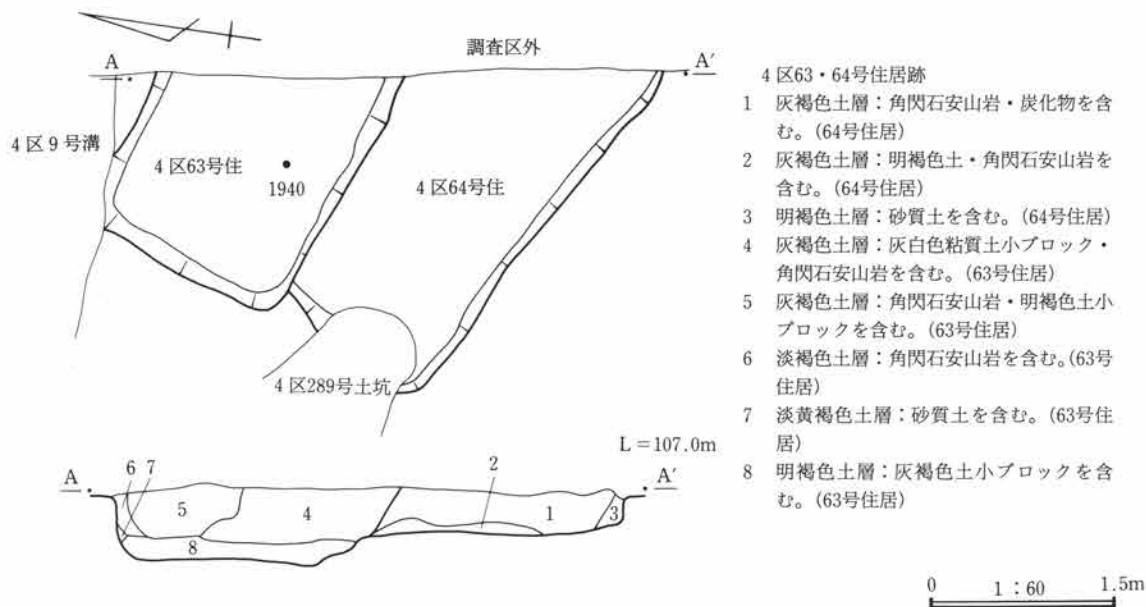 調査区外
A
A′
4区9号溝
4区63号住
1940
4区64号住
4区289号土坑
L=107.0m
A
A′
6
7
2
5
4
1
3
8
4区63・64号住居跡
1 灰褐色土層:角閃石安山岩・炭化物を含
む。(64号住居)
2 灰褐色土層:明褐色土・角閃石安山岩を
含む。(64号住居)
3 明褐色土層:砂質土を含む。(64号住居)
4 灰褐色土層:灰白色粘質土小ブロック・
角閃石安山岩を含む。(63号住居)
5 灰褐色土層:角閃石安山岩・明褐色土小
ブロックを含む。(63号住居)
6 淡褐色土層:角閃石安山岩を含む。(63号
住居)
7 淡黄褐色土層:砂質土を含む。(63号住
居)
8 明褐色土層:灰褐色土小ブロックを含
む。(63号住居)
0 1:60 1.5m